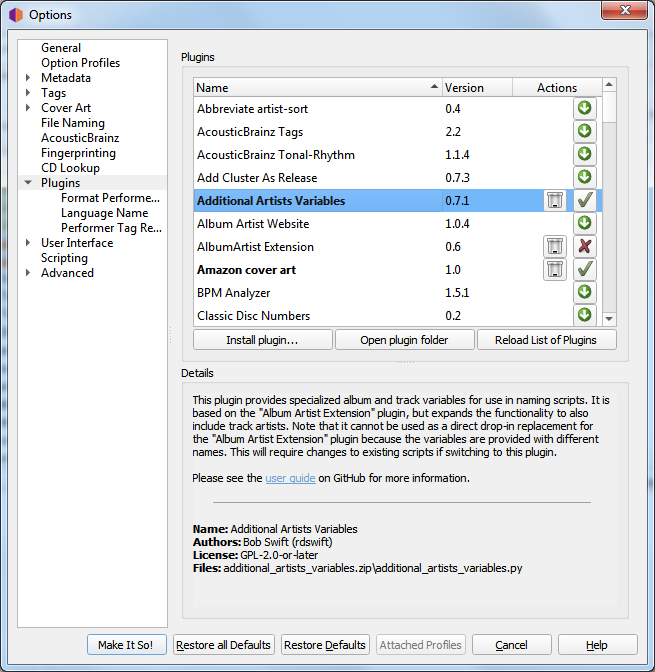 Options
General
Option Profiles
Metadata
Tags
Cover Art
File Naming
AcousticBrainz
Fingerprinting
CD Lookup
Plugins
Format Performe...
Language Name
Performer Tag Re...
User Interface
Scripting
Advanced
Plugins
Name Version Actions
Abbreviate artist-sort 0.4
AcousticBrainz Tags 2.2
AcousticBrainz Tonal-Rhythm 1.1.4
Add Cluster As Release 0.7.3
Additional Artists Variables 0.7.1
Album Artist Website 1.0.4
AlbumArtist Extension 0.6
Amazon cover art 1.0
BPM Analyzer 1.5.1
Classic Disc Numbers 0.2
Install plugin... Open plugin folder Reload List of Plugins
Details
This plugin provides specialized album and track variables for use in naming scripts. It is
based on the "Album Artist Extension" plugin, but expands the functionality to also
include track artists. Note that it cannot be used as a direct drop-in replacement for
the "Album Artist Extension" plugin because the variables are provided with different
names. This will require changes to existing scripts if switching to this plugin.
Please see the user guide on GitHub for more information.
Name: Additional Artists Variables
Authors: Bob Swift (rdswift)
License: GPL-2.0-or-later
Files: additional_artists_variables.zip\additional_artists_variables.py
Make It So! Restore all Defaults Restore Defaults Attached Profiles Cancel Help